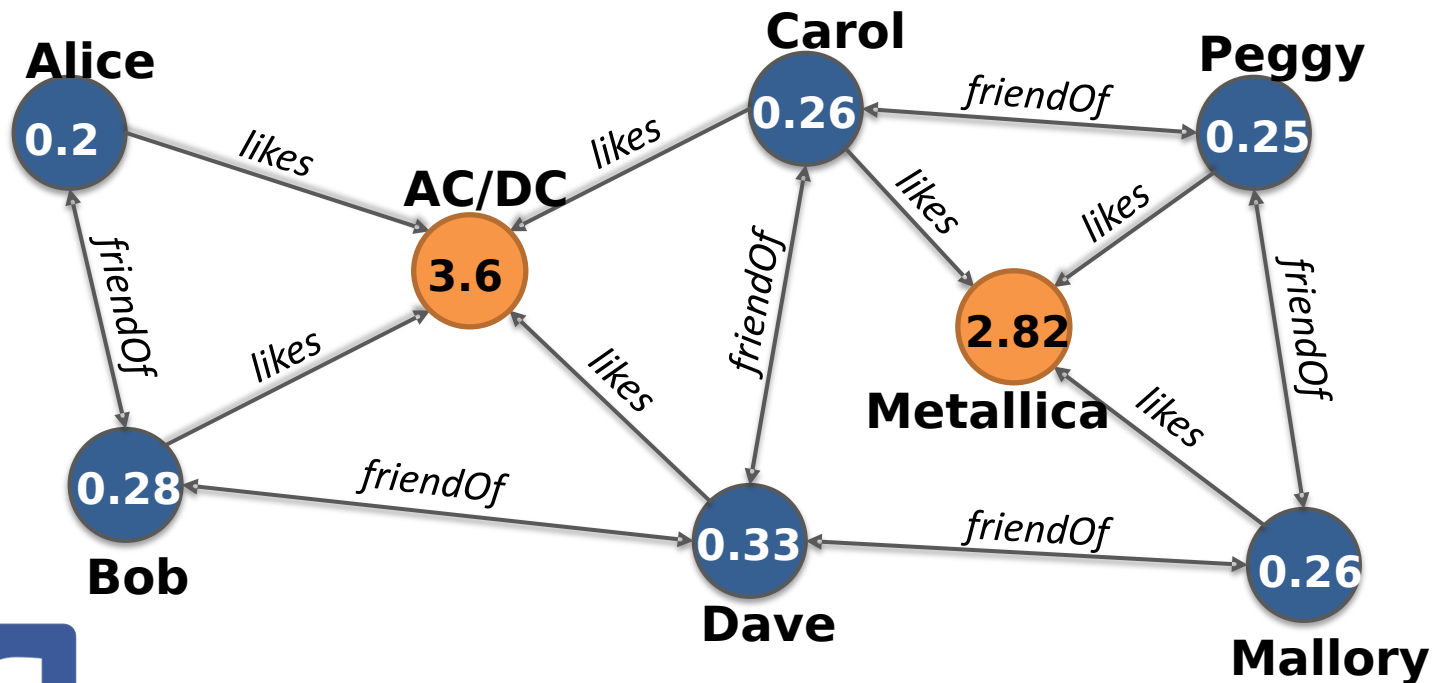 Alice
0.2
likes
AC/DC
3.6
likes
Carol
0.26
friendOf
Peggy
0.25
likes
likes
friendOf
friendOf
likes
likes
friendOf
2.82
Metallica
likes
friendOf
0.28
Bob
friendOf
0.33
Dave
friendOf
0.26
Mallory